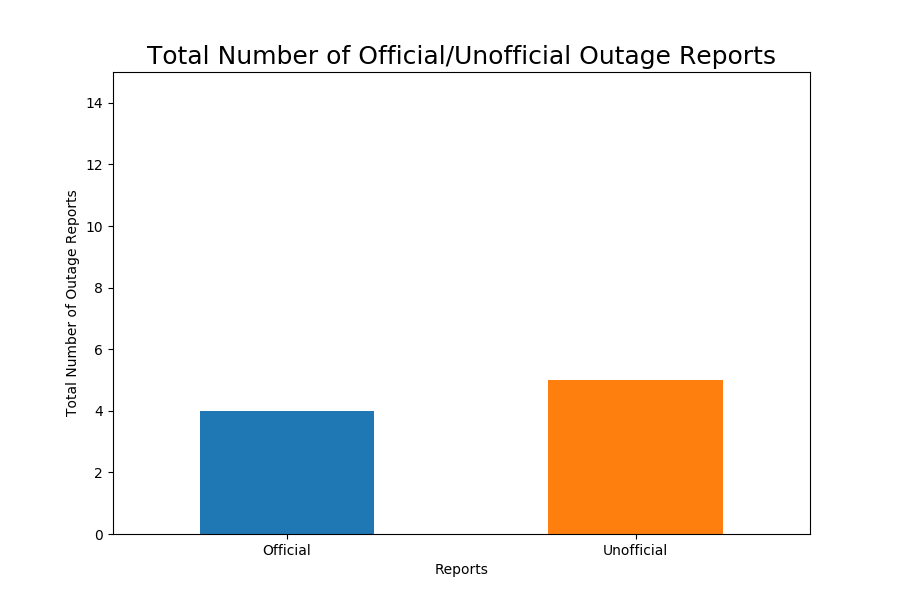 Total Number of Official/Unofficial Outage Reports
14
12
10
8
6
4
2
0
Total Number of Outage Reports
Official
Unofficial
Reports